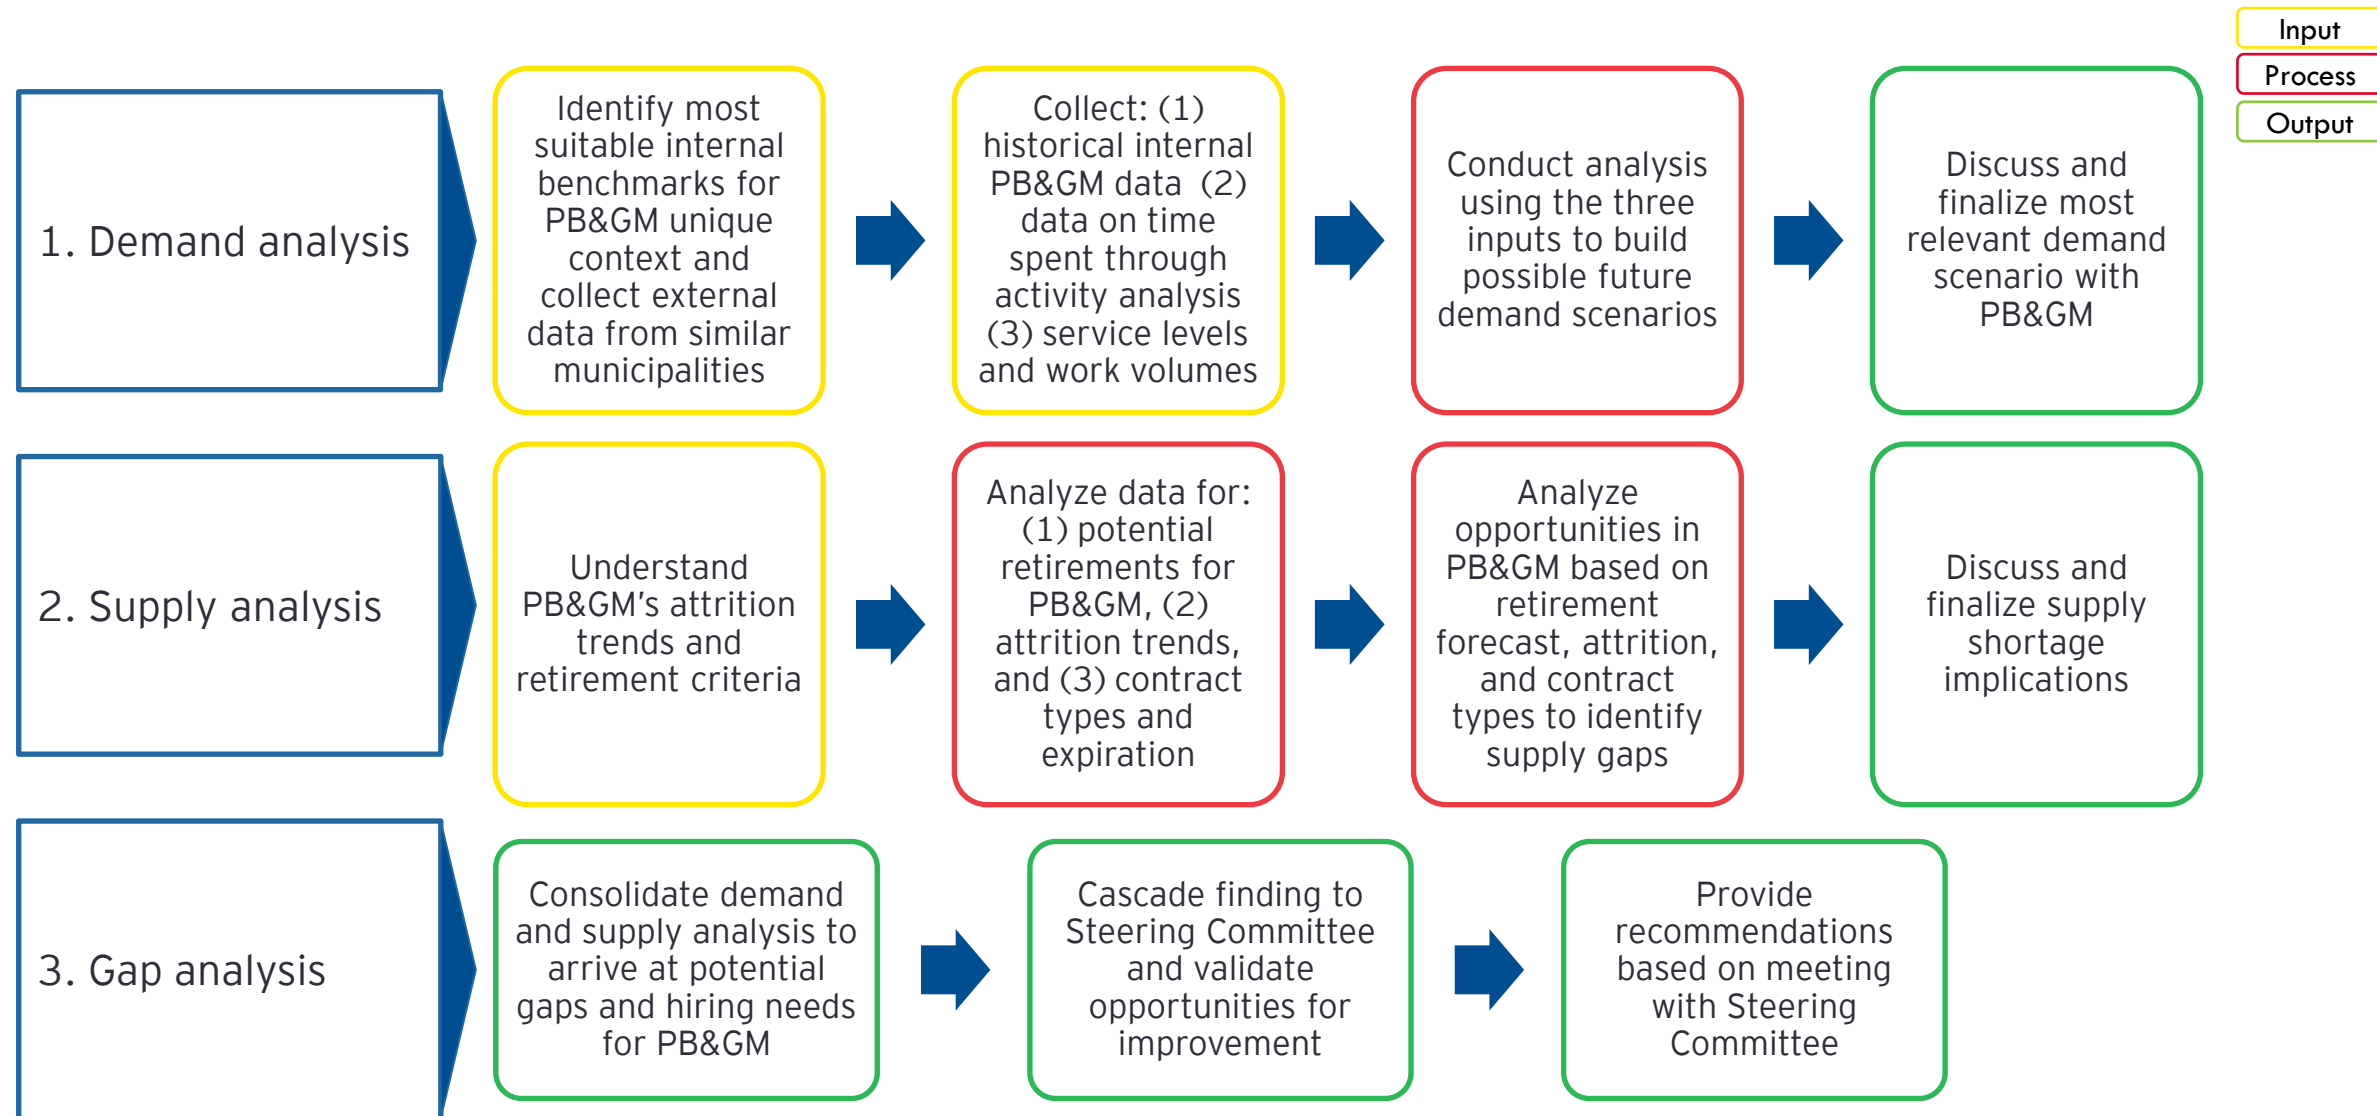 Input
Process
Output
1. Demand analysis
Identify most
suitable internal
benchmarks for
PB&GM unique
context and
collect external
data from similar
municipalities
Collect: (1)
historical internal
PB&GM data (2)
data on time
spent through
activity analysis
(3) service levels
and work volumes
Conduct analysis
using the three
inputs to build
possible future
demand scenarios
Discuss and
finalize most
relevant demand
scenario with
PB&GM
2. Supply analysis
Understand
PB&GM’s attrition
trends and
retirement criteria
Analyze data for:
(1) potential
retirements for
PB&GM, (2)
attrition trends,
and (3) contract
types and
expiration
Analyze
opportunities in
PB&GM based on
retirement
forecast, attrition,
and contract
types to identify
supply gaps
Discuss and
finalize supply
shortage
implications
3. Gap analysis
Consolidate demand
and supply analysis to
arrive at potential
gaps and hiring needs
for PB&GM
Cascade finding to
Steering Committee
and validate
opportunities for
improvement
Provide
recommendations
based on meeting
with Steering
Committee